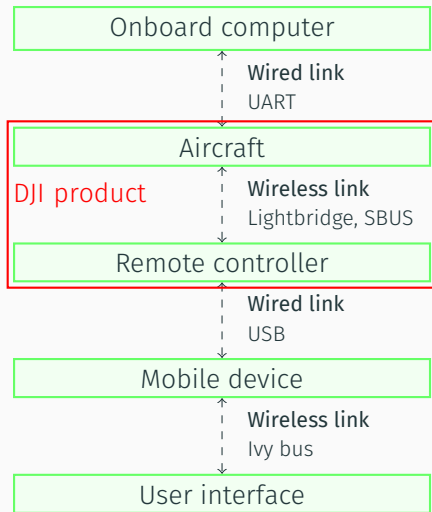 Onboard computer
Wired link
UART
Aircraft
DJI product
Wireless link
Lightbridge, SBUS
Remote controller
Wired link
USB
Mobile device
Wireless link
Ivy bus
User interface